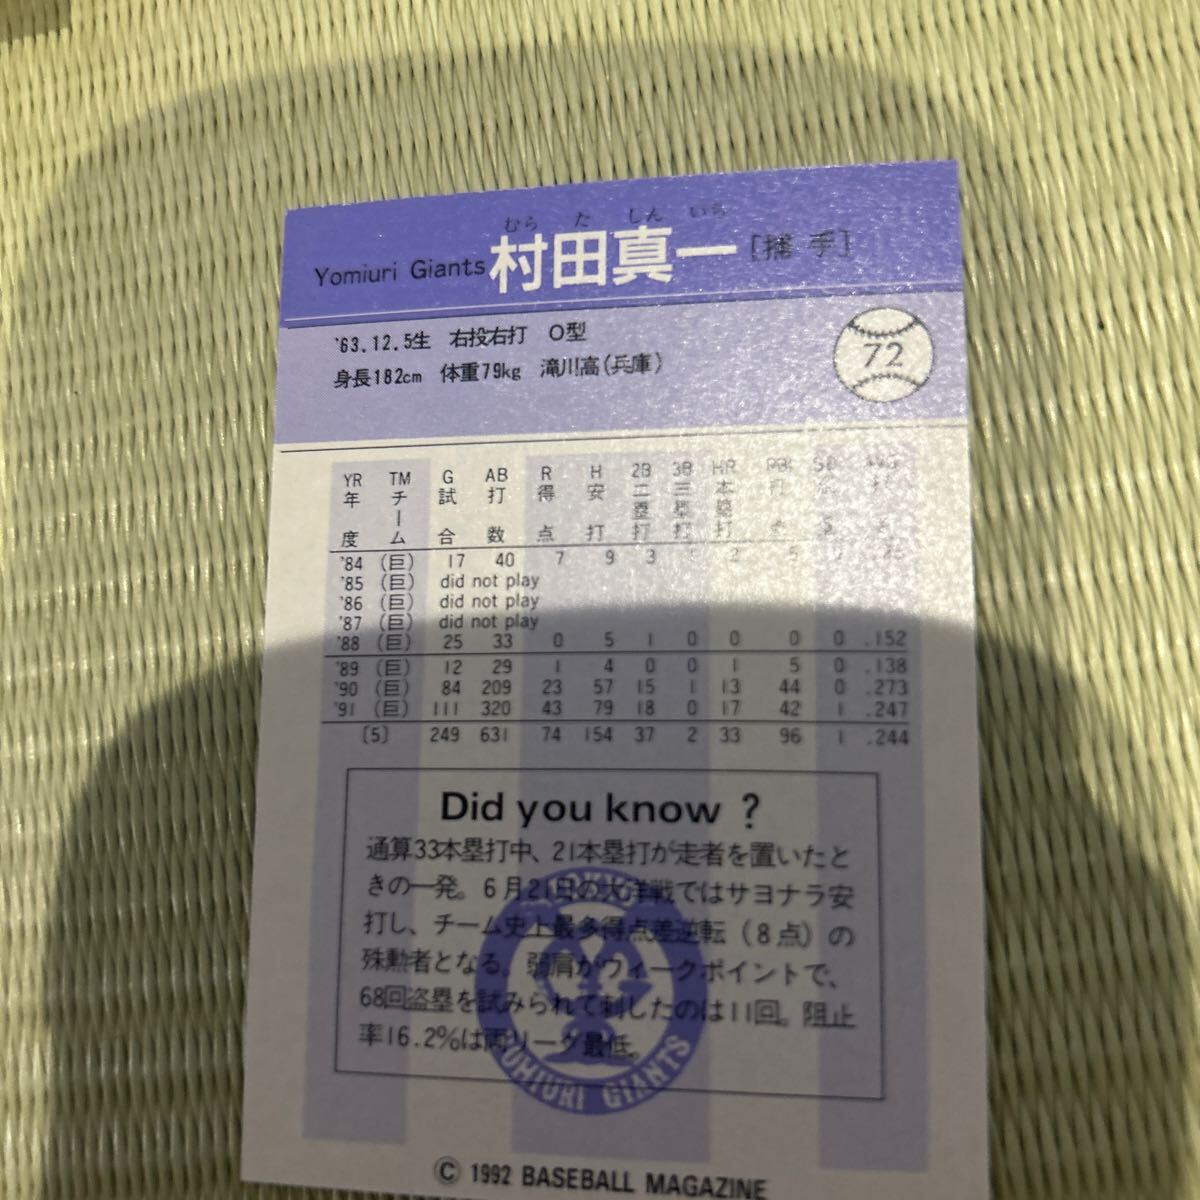 むら た しん いち
Yomiuri Giants 村田真一 [捕手]
'63.12.5生 右投右打 O型
72
身長182cm 体重79kg 滝川高(兵庫)
YR TM G AB R H 2B 3B HR RBI
年度 チーム 試合 打数 得点 安打 二塁打 三塁打 本塁打
'84 (巨) 17 40 7 9 3 2 5
'85 (巨) did not play
'86 (巨) did not play
'87 (巨) did not play
'88 (巨) 25 33 0 5 1 0 0 0 0 .152
'89 (巨) 12 29 1 4 0 0 1 5 0 .138
'90 (巨) 84 209 23 57 15 1 13 44 0 .273
'91 (巨) 111 320 43 79 18 0 17 42 1 .247
[5] 249 631 74 154 37 2 33 96 1 .244
Did you know ?
通算33本塁打中、21本塁打が走者を置いたと
きの一発。6月21日の大洋戦ではサヨナラ安
打し、チーム史上最多得点差逆転(8点)の
殊勲者となる。弱肩がウィークポイントで、
68回盗塁を試みられて刺したのは11回。阻止
率16.2%は両リーグ最低。
YOMIURI GIANTS
© 1992 BASEBALL MAGAZINE